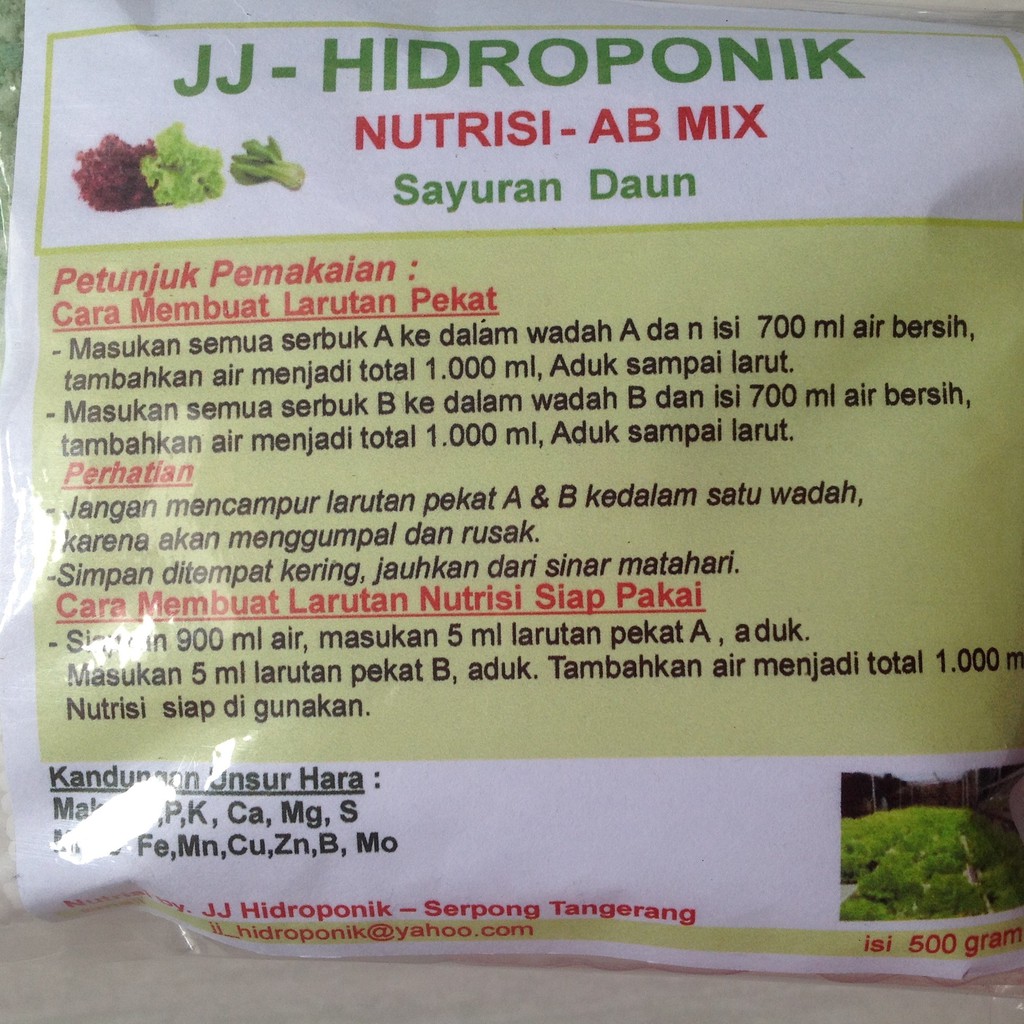 JJ - HIDROPONIK
NUTRISI - AB MIX
Sayuran Daun
Petunjuk Pemakaian :
Cara Membuat Larutan Pekat
- Masukan semua serbuk A ke dalam wadah A da n isi 700 ml air bersih,
tambahkan air menjadi total 1.000 ml, Aduk sampai larut.
- Masukan semua serbuk B ke dalam wadah B dan isi 700 ml air bersih,
tambahkan air menjadi total 1.000 ml, Aduk sampai larut.
Perhatian
- Jangan mencampur larutan pekat A & B kedalam satu wadah,
karena akan menggumpal dan rusak.
-Simpan ditempat kering, jauhkan dari sinar matahari.
Cara Membuat Larutan Nutrisi Siap Pakai
- 900 ml air, masukan 5 ml larutan pekat A , aduk.
Masukan 5 ml larutan pekat B, aduk. Tambahkan air menjadi total 1.000 m
Nutrisi siap di gunakan.
Kandungan Unsur Hara :
,P,K, Ca, Mg, S
Fe,Mn,Cu,Zn,B, Mo
by. JJ Hidroponik – Serpong Tangerang
jj_hidroponik@yahoo.com
isi 500 gram